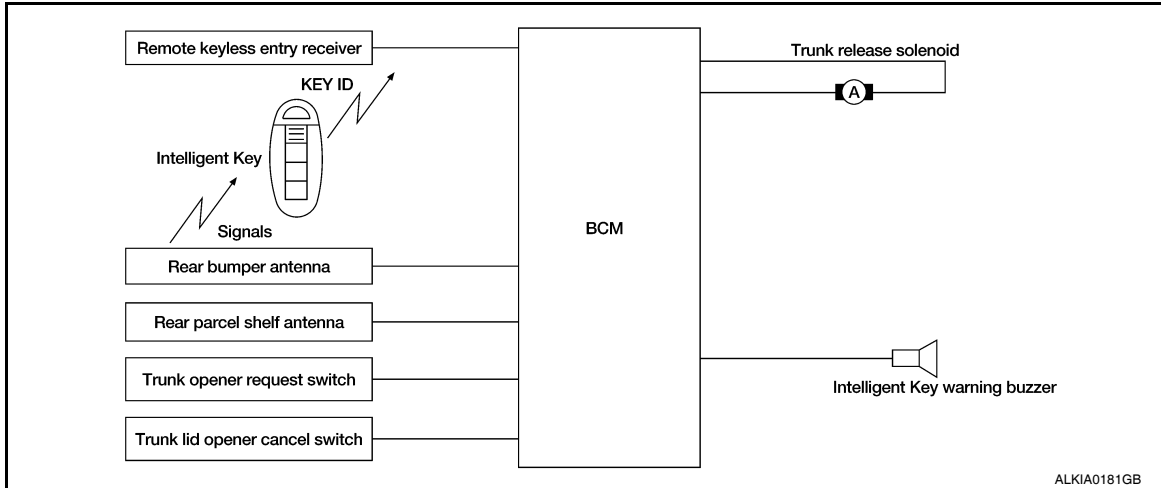 Remote keyless entry receiver
KEY ID
Intelligent Key
Signals
Rear bumper antenna
Rear parcel shelf antenna
Trunk opener request switch
Trunk lid opener cancel switch
BCM
Trunk release solenoid
A
Intelligent Key warning buzzer
ALKIA0181GB